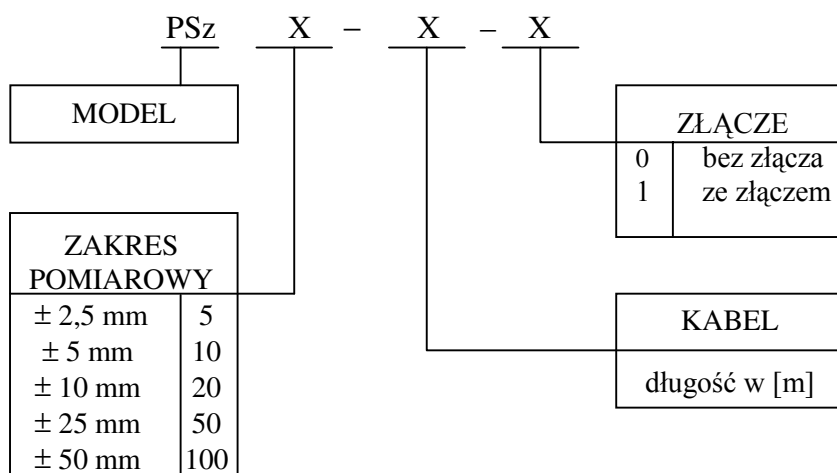 PSz X – X – X
MODEL
ZŁĄCZE
0 bez złącza
1 ze złączem
ZAKRES
POMIAROWY
± 2,5 mm 5
± 5 mm 10
± 10 mm 20
± 25 mm 50
± 50 mm 100
KABEL
długość w [m]